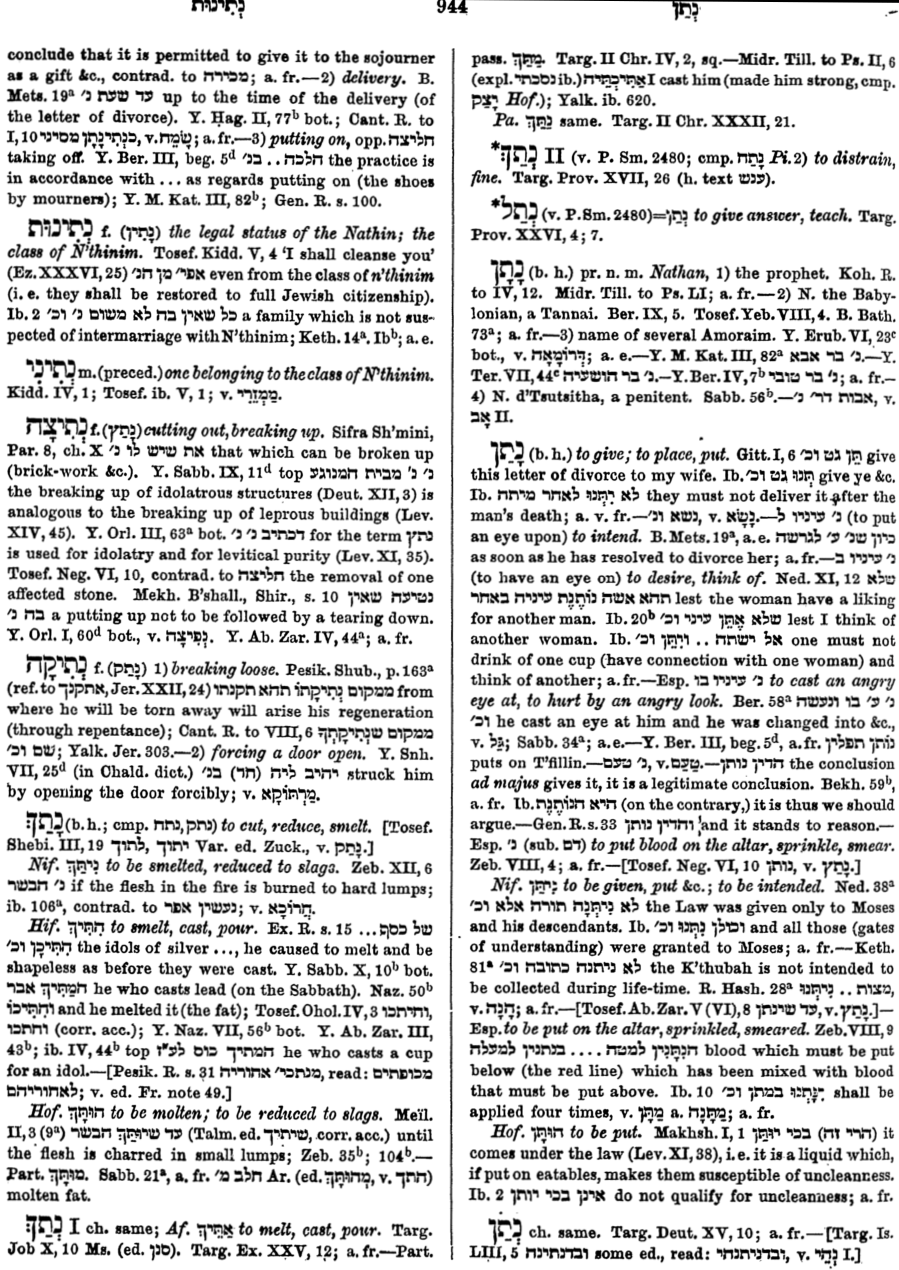 נְתִינוּת
944
נָתַן
conclude that it is permitted to give it to the sojourner
as a gift &c., contrad. to מכירה; a. fr.—2) delivery. B.
Mets. 19ᵃ עד שעת נ׳ up to the time of the delivery (of
the letter of divorce). Y. Ḥag. II, 77ᵇ bot.; Cant. R. to
I, 10 כנתינתן מסיני, v. שָׂמֵחַ; a. fr.—3) putting on, opp. חליצה
taking off. Y. Ber. III, beg. 5ᵈ הלכה .. בנ׳ the practice is
in accordance with ... as regards putting on (the shoes
by mourners); Y. M. Kat. III, 82ᵇ; Gen. R. s. 100.
נְתִינוּת f. (נָתִין) the legal status of the Nathin; the
class of N'thinim. Tosef. Kidd. V, 4 'I shall cleanse you'
(Ez. XXXVI, 25) אפי׳ מן הנ׳ even from the class of n'thinim
(i. e. they shall be restored to full Jewish citizenship).
Ib. 2 כל שאין בה לא משום נ׳ וכ׳ a family which is not sus-
pected of intermarriage with N'thinim; Keth. 14ᵃ. Ibᵇ; a. e.
נְתִינִי m. (preced.) one belonging to the class of N'thinim.
Kidd. IV, 1; Tosef. ib. V, 1; v. מַמְזֵרִי.
נְתִיצָה f. (נָתַץ) cutting out, breaking up. Sifra Sh'mini,
Par. 8, ch. X את שיש לו נ׳ that which can be broken up
(brick-work &c.). Y. Sabb. IX, 11ᵈ top נ׳ נ׳ מבית המנוגע
the breaking up of idolatrous structures (Deut. XII, 3) is
analogous to the breaking up of leprous buildings (Lev.
XIV, 45). Y. Orl. III, 63ᵃ bot. דכתיב נ׳ נ׳ for the term נתץ
is used for idolatry and for levitical purity (Lev. XI, 35).
Tosef. Neg. VI, 10, contrad. to חליצה the removal of one
affected stone. Mekh. B'shall., Shir., s. 10 נטיעה שאין
בה נ׳ a putting up not to be followed by a tearing down.
Y. Orl. I, 60ᵈ bot., v. נְפִיצָה. Y. Ab. Zar. IV, 44ᵃ; a. fr.
נְתִיקָה f. (נָתַק) 1) breaking loose. Pesik. Shub., p. 163ᵃ
(ref. to אתקנך, Jer. XXII, 24) ממקום נְתִיקָתוֹ תהא תקנתו from
where he will be torn away will arise his regeneration
(through repentance); Cant. R. to VIII, 6 ממקום שנְתִיקָתְךָ
שם וכ׳; Yalk. Jer. 303.—2) forcing a door open. Y. Snh.
VII, 25ᵈ (in Chald. dict.) יהיב ליה (חד) בנ׳ struck him
by opening the door forcibly; v. מַרְתּוֹקָא.
נָתַךְ (b. h.; cmp. נתק, נתח) to cut, reduce, smelt. [Tosef.
Shebi. III, 19 יתוך, לתוך Var. ed. Zuck., v. נָתַק.]
Nif. נִיתַּךְ to be smelted, reduced to slags. Zeb. XII, 6
נ׳ הבשר if the flesh in the fire is burned to hard lumps;
ib. 106ᵃ, contrad. to נעשין אפר; v. חֲרוֹכָא.
Hif. הִתִּיךְ to smelt, cast, pour. Ex. R. s. 15 של כסף...
הִתִּיכָן וכ׳ the idols of silver ..., he caused to melt and be
shapeless as before they were cast. Y. Sabb. X, 10ᵇ bot.
הַמַּתִּיךְ אבר he who casts lead (on the Sabbath). Naz. 50ᵇ
והִתִּיכוֹ and he melted it (the fat); Tosef. Ohol. IV, 3 וחיתכו,
וחתכו (corr. acc.); Y. Naz. VII, 56ᵇ bot. Y. Ab. Zar. III,
43ᵇ; ib. IV, 44ᵇ top המתיך כוס לע״ז he who casts a cup
for an idol.—[Pesik. R. s. 31 מנתכי׳ אחוריה, read: מכופתים
לאחוריהם; v. ed. Fr. note 49.]
Hof. הוּתַּךְ to be molten; to be reduced to slags. Meïl.
II, 3 (9ᵃ) עד שיוּתַּךְ הבשר (Talm. ed. שיתיך, corr. acc.) until
the flesh is charred in small lumps; Zeb. 35ᵇ; 104ᵇ.—
Part. מוּתָּךְ. Sabb. 21ᵃ, a. fr. חלב מ׳ Ar. (ed. מְהוּתָּךְ, v. התך)
molten fat.
נְתַךְ I ch. same; Af. אַתֵּיךְ to melt, cast, pour. Targ.
Job X, 10 Ms. (ed. סנן). Targ. Ex. XXV, 12; a. fr.—Part.
pass. מַתַּךְ. Targ. II Chr. IV, 2, sq.—Midr. Till. to Ps. II, 6
(expl. נסכתי ib.) אַתֵּיכְתֵּיהּ I cast him (made him strong, cmp.
יָצַק Hof.); Yalk. ib. 620.
Pa. נַתֵּךְ same. Targ. II Chr. XXXII, 21.
*נְתַךְ II (v. P. Sm. 2480; cmp. נָתַח Pi. 2) to distrain,
fine. Targ. Prov. XVII, 26 (h. text ענש).
*נְתַל (v. P. Sm. 2480)=נְתַן to give answer, teach. Targ.
Prov. XXVI, 4; 7.
נָתָן (b. h.) pr. n. m. Nathan, 1) the prophet. Koh. R.
to IV, 12. Midr. Till. to Ps. LI; a. fr.—2) N. the Baby-
lonian, a Tannai. Ber. IX, 5. Tosef. Yeb. VIII, 4. B. Bath.
73ᵃ; a. fr.—3) name of several Amoraim. Y. Erub. VI, 23ᶜ
bot., v. דְּרוֹמָאָה; a. e.—Y. M. Kat. III, 82ᵃ נ׳ בר אבא.—Y.
Ter. VII, 44ᶜ נ׳ בר הושעיה.—Y. Ber. IV, 7ᵇ נ׳ בר טובי; a. fr.—
4) N. d'Tsutsitha, a penitent. Sabb. 56ᵇ.—אבות דר׳ נ׳, v.
אָב II.
נָתַן (b. h.) to give; to place, put. Gitt. I, 6 תֵּן גט וכ׳ give
this letter of divorce to my wife. Ib. תְּנוּ גט וכ׳ give ye &c.
Ib. לא יִתְּנוּ לאחר מיתה they must not deliver it after the
man's death; a. v. fr.—נשא ונ׳, v. נָשָׂא.—נ׳ עיניו ל (to put
an eye upon) to intend. B. Mets. 19ᵃ, a. e. כיון שנ׳ ע׳ לגרשה
as soon as he has resolved to divorce her; a. fr.—נ׳ עיניו ב
(to have an eye on) to desire, think of. Ned. XI, 12 שלא
תהא אשה נוֹתֶנֶת עיניה באחר lest the woman have a liking
for another man. Ib. 20ᵇ שלא אֶתֵּן עיני וכ׳ lest I think of
another woman. Ib. אל ישתה .. ויִתֵּן וכ׳ one must not
drink of one cup (have connection with one woman) and
think of another; a. fr.—Esp. נ׳ עיניו בו to cast an angry
eye at, to hurt by an angry look. Ber. 58ᵃ נ׳ ע׳ בו ונעשה
וכ׳ he cast an eye at him and he was changed into &c.,
v. גַּל; Sabb. 34ᵃ; a. e.—Y. Ber. III, beg. 5ᵈ, a. fr. נותן תפלין
puts on T'fillin.—נ׳ טעם, v. טַעַם.—הדין נותן the conclusion
ad majus gives it, it is a legitimate conclusion. Bekh. 59ᵇ,
a. fr. Ib. היא הנוֹתֶנֶת (on the contrary,) it is thus we should
argue.—Gen. R. s. 33 והדין נותן and it stands to reason.—
Esp. נ׳ (sub. דם) to put blood on the altar, sprinkle, smear.
Zeb. VIII, 4; a. fr.—[Tosef. Neg. VI, 10 נותן, v. נָתַץ.]
Nif. נִיתַּן to be given, put &c.; to be intended. Ned. 38ᵃ
לא נִיתְּנָה תורה אלא וכ׳ the Law was given only to Moses
and his descendants. Ib. וכולן נִתְּנוּ וכ׳ and all those (gates
of understanding) were granted to Moses; a. fr.—Keth.
81ᵃ לא ניתנה כתובה וכ׳ the K'thubah is not intended to
be collected during life-time. R. Hash. 28ᵃ מצות .. נִיתְּנוּ,
v. הָנָה; a. fr.—[Tosef. Ab. Zar. V (VI), 8 עד שינתן, v. נָתַץ.]—
Esp. to be put on the altar, sprinkled, smeared. Zeb. VIII, 9
הנִתָּנִין למטה .... בנתנין למעלה blood which must be put
below (the red line) which has been mixed with blood
that must be put above. Ib. 10 יִנָּתְנוּ במתן וכ׳ shall be
applied four times, v. מַתָּן a. מַתָּנָה; a. fr.
Hof. הוּתַּן to be put. Makhsh. I, 1 (הרי זה) בכי יוּתַּן it
comes under the law (Lev. XI, 38), i. e. it is a liquid which,
if put on eatables, makes them susceptible of uncleanness.
Ib. 2 אינן בכי יותן do not qualify for uncleanness; a. fr.
נְתַן ch. same. Targ. Deut. XV, 10; a. fr.—[Targ. Is.
LIII, 5 ובדנתינה some ed., read: ובדניתנהי, v. נְהֵי I.]